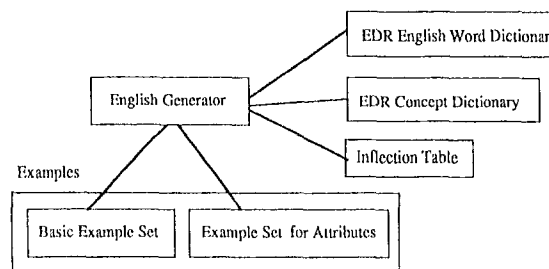 EDR English Word Dictionar
English Generator
EDR Concept Dictionary
Inflection Table
Examples
Basic Example Set
Example Set for Attributes